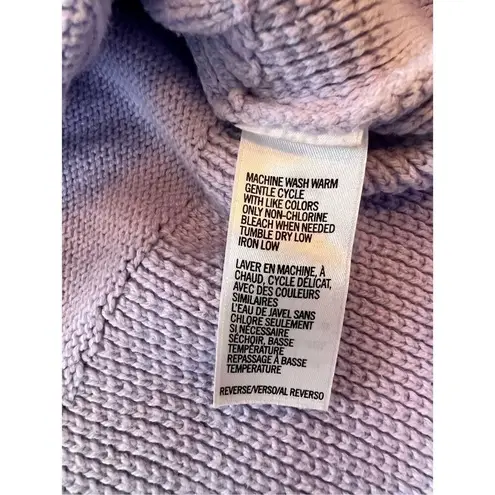 MACHINE WASH WARM
GENTLE CYCLE
WITH LIKE COLORS
ONLY NON-CHLORINE
BLEACH WHEN NEEDED
TUMBLE DRY LOW
IRON LOW
LAVER EN MACHINE, À
CHAUD, CYCLE DÉLICAT,
AVEC DES COULEURS
SIMILAIRES
L'EAU DE JAVEL SANS
CHLORE SEULEMENT
SI NÉCESSAIRE
SÉCHOIR, BASSE
TEMPÉRATURE
REPASSAGE À BASSE
TEMPÉRATURE
REVERSE/VERSO/AL REVERSO